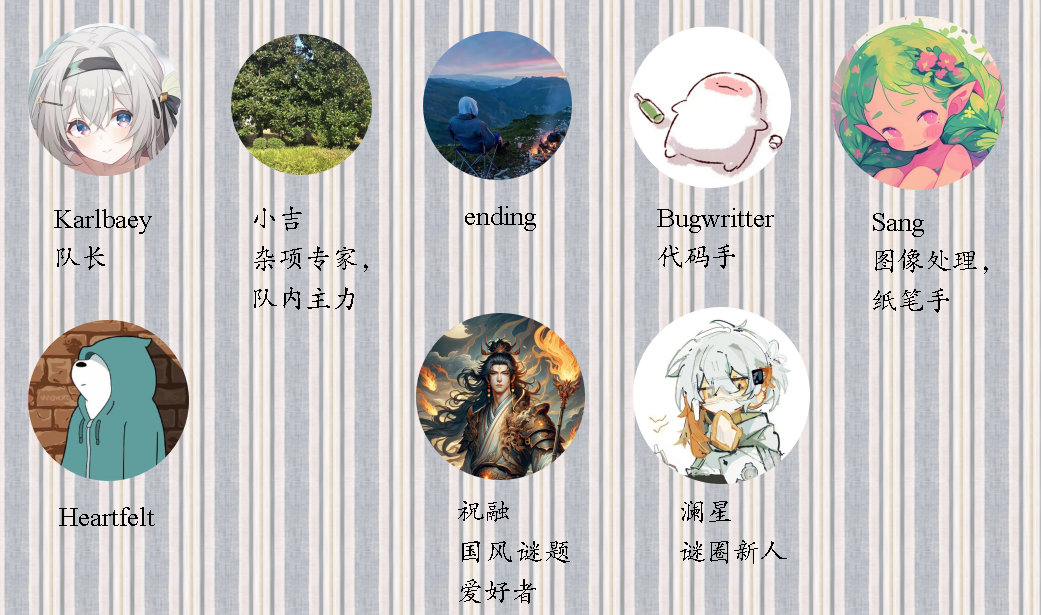 Karlbaey
队长
小吉
杂项专家，
队内主力
ending
Bugwritter
代码手
Sang
图像处理，
纸笔手
Heartfelt
祝融
国风谜题
爱好者
澜星
谜圈新人